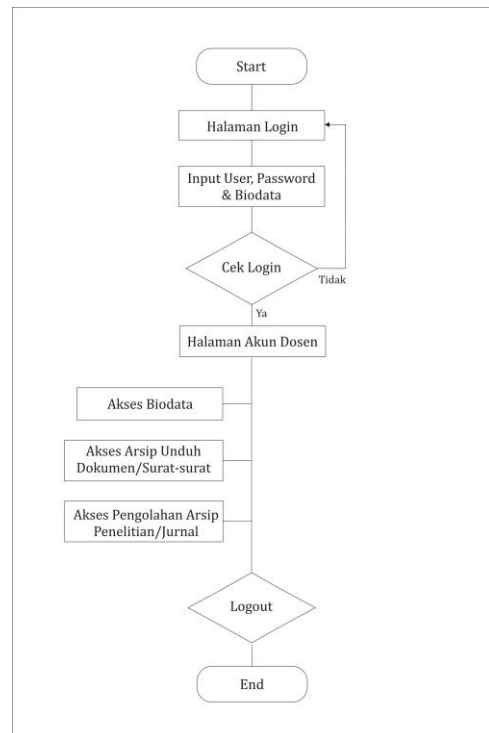 Start
Halaman Login
Input User, Password
& Biodata
Cek Login
Tidak
Ya
Halaman Akun Dosen
Akses Biodata
Akses Arsip Unduh
Dokumen/Surat-surat
Akses Pengolahan Arsip
Penelitian/Jurnal
Logout
End